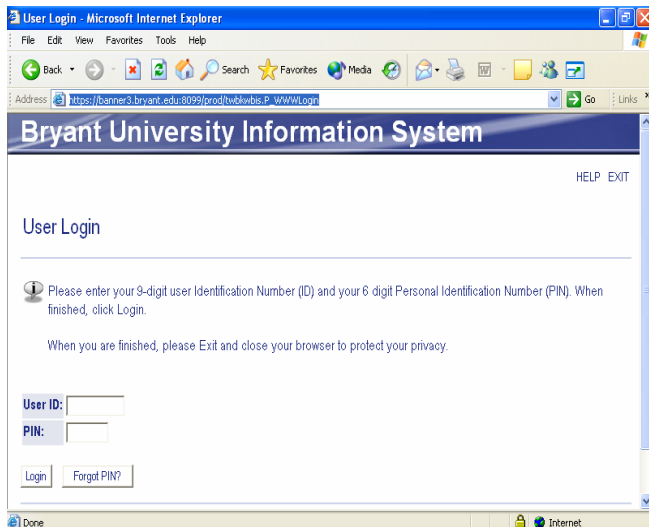 User Login - Microsoft Internet Explorer
File Edit View Favorites Tools Help
Back Search Favorites Media
Address https://banner3.bryant.edu:8099/prod/twbkwbis.P_WWWLogin Go Links
Bryant University Information System
HELP EXIT
User Login
Please enter your 9-digit user Identification Number (ID) and your 6 digit Personal Identification Number (PIN). When
finished, click Login.
When you are finished, please Exit and close your browser to protect your privacy.
User ID:
PIN:
Login Forgot PIN?
Done Internet